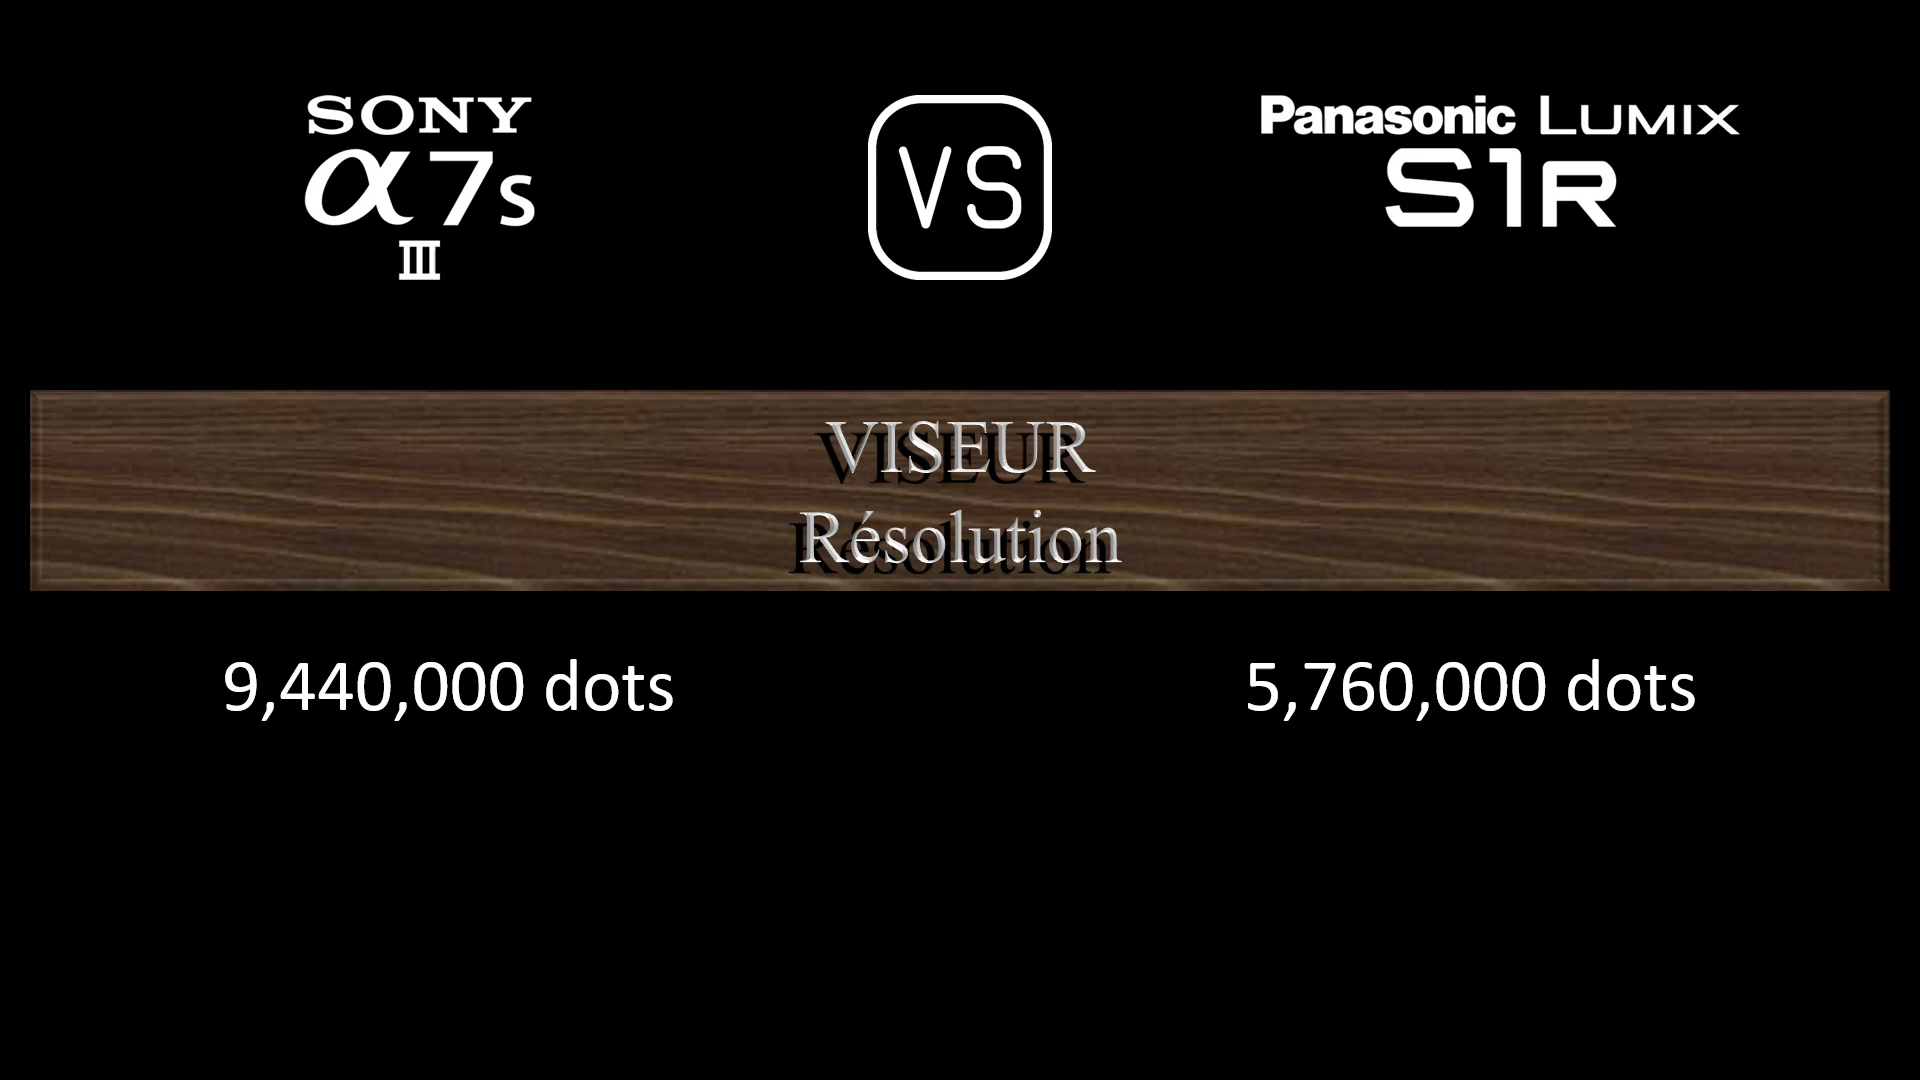 SONY
α7s
III
VS
Panasonic LUMIX
S1R
VISEUR
Résolution
9,440,000 dots
5,760,000 dots